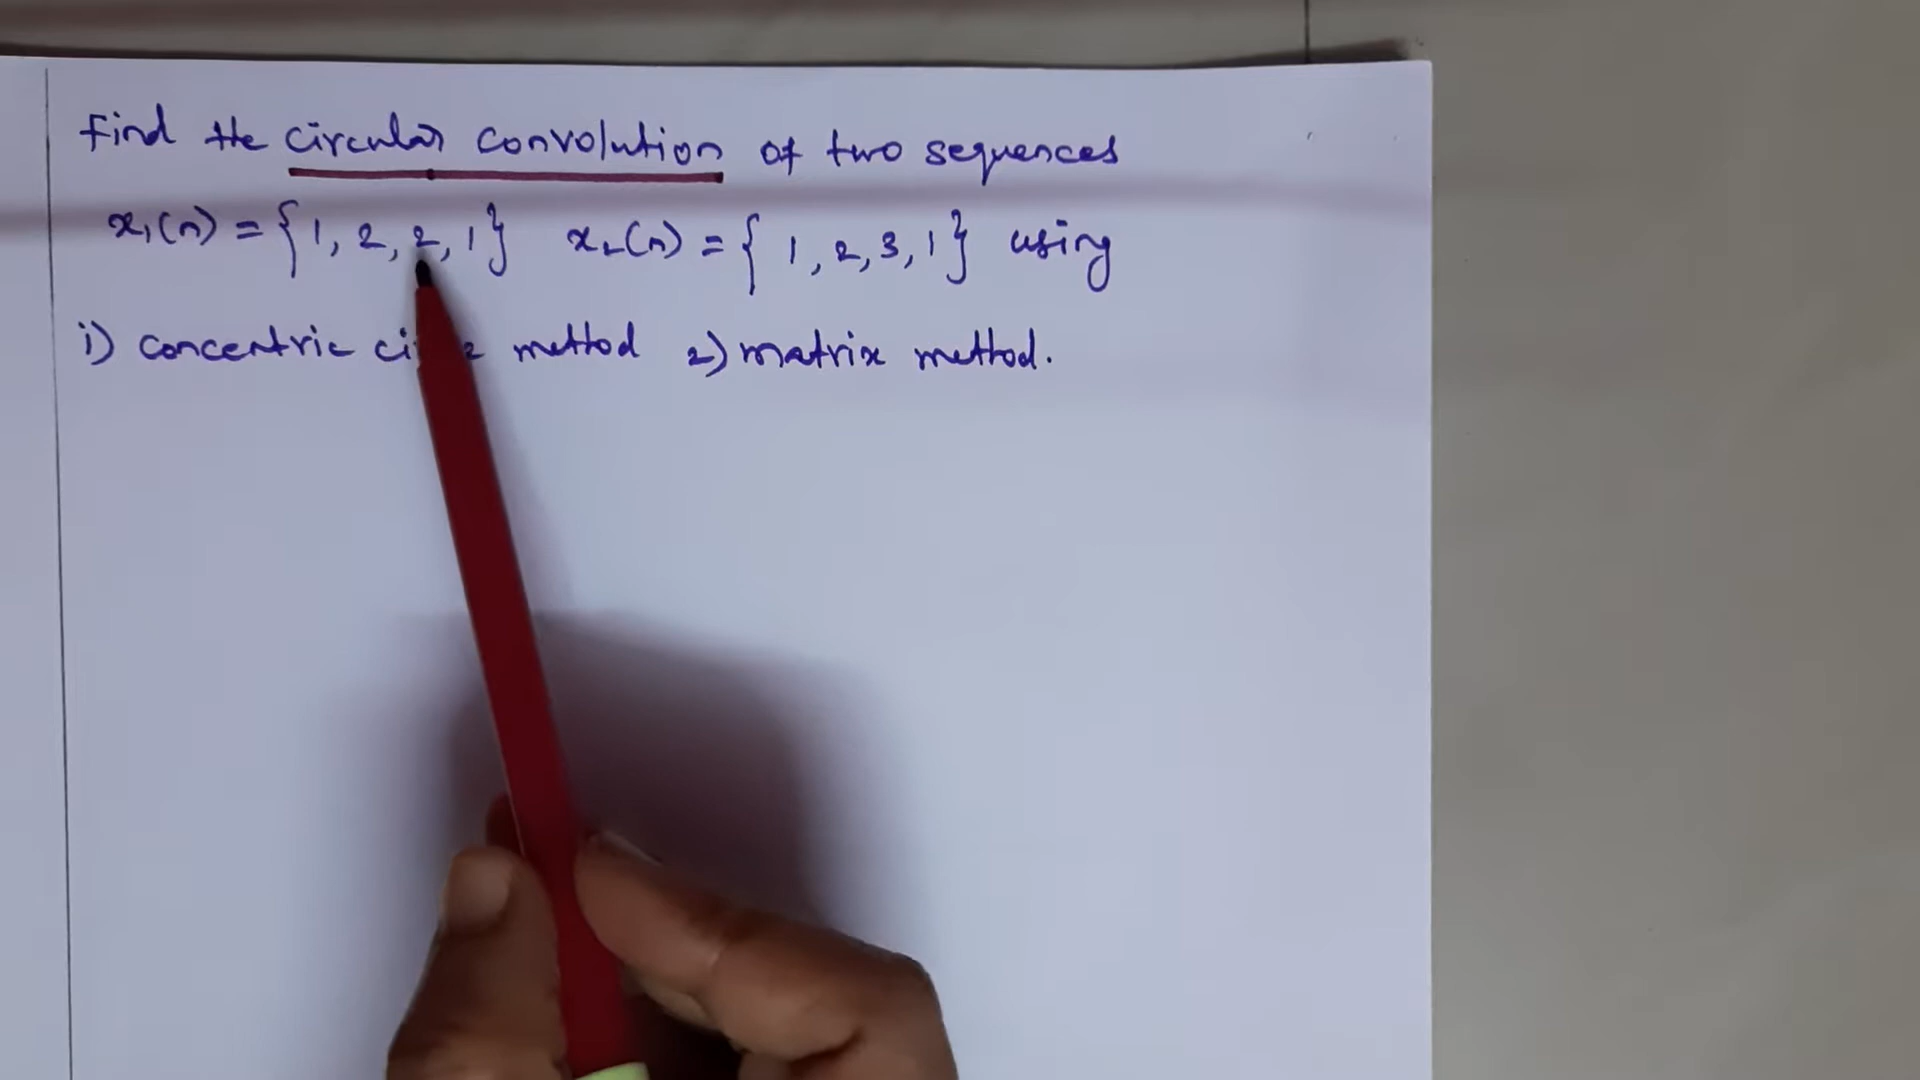 Find the circular convolution of two sequences
x₁(n) = {1, 2, 2, 1} x₂(n) = {1, 2, 3, 1} using
i) concentric method 2) matrix method.